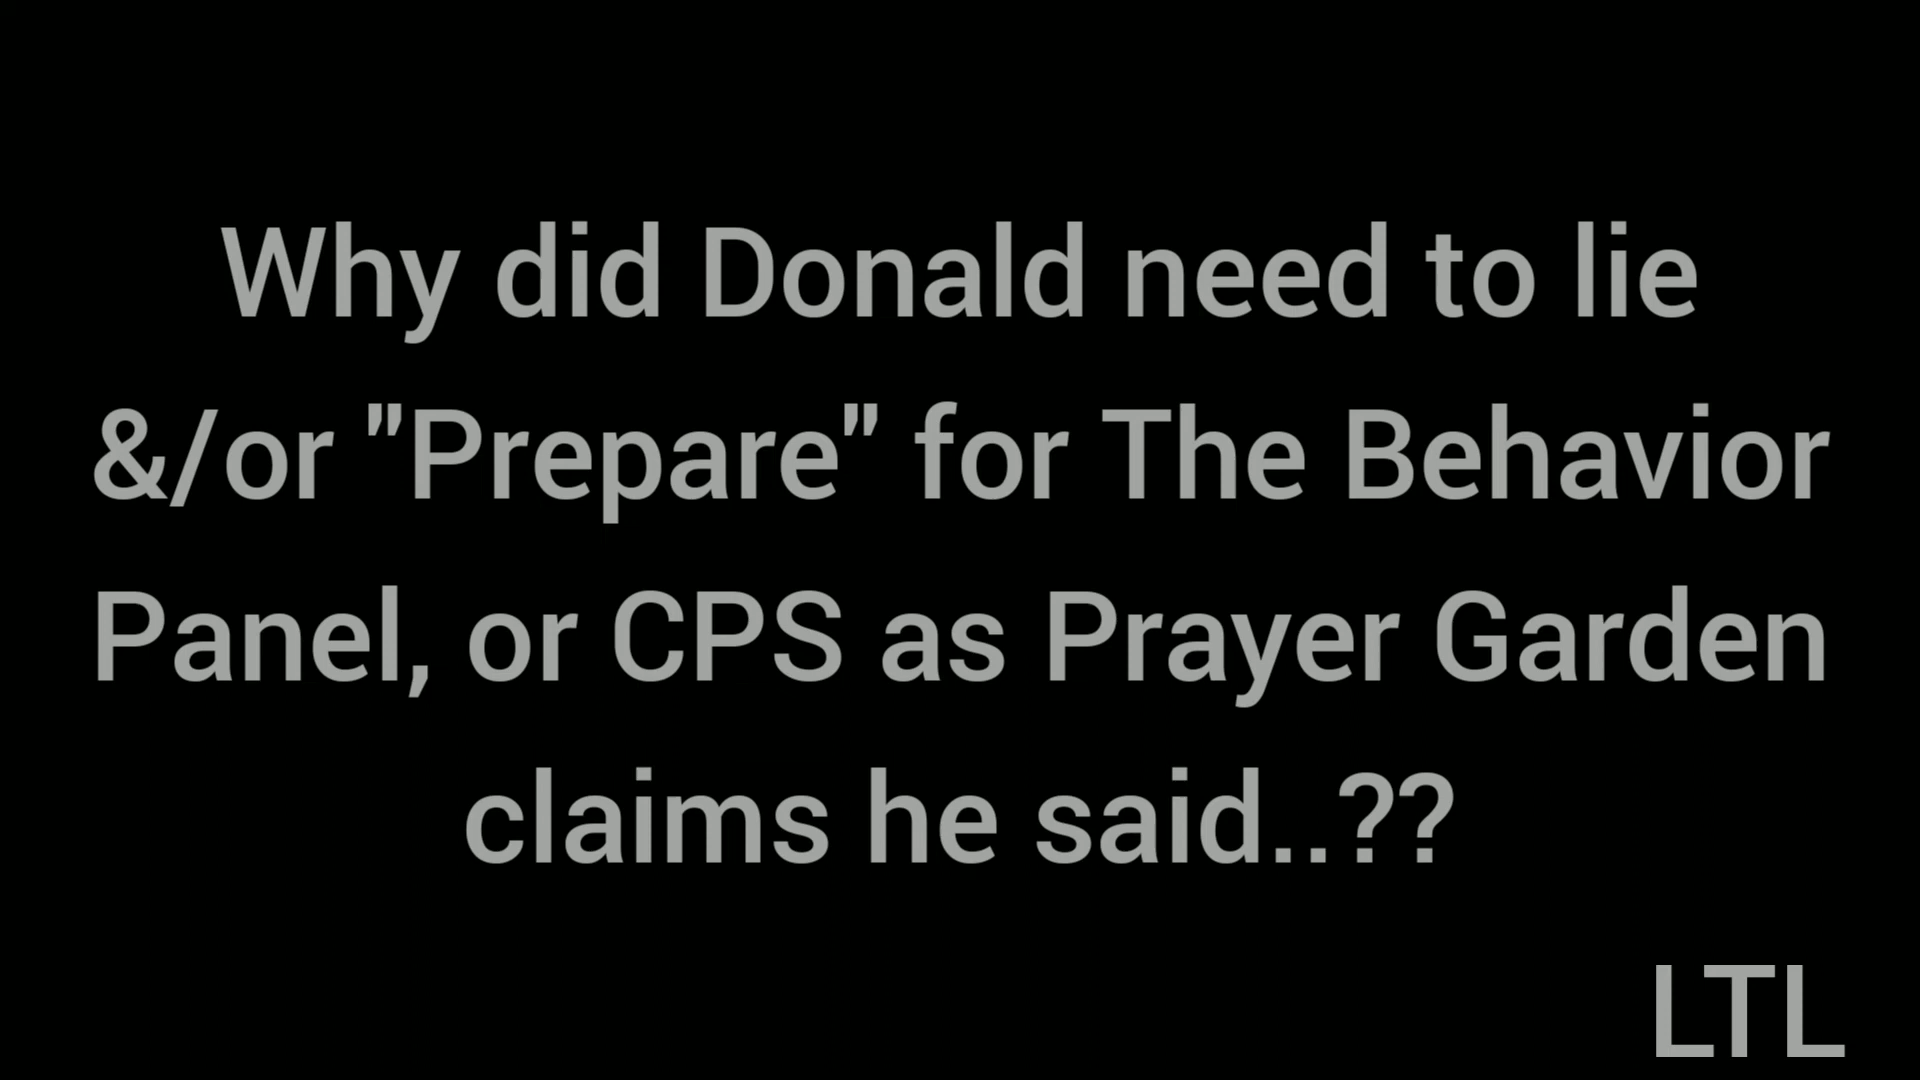 Why did Donald need to lie
&/or "Prepare" for The Behavior
Panel, or CPS as Prayer Garden
claims he said..??
LTL